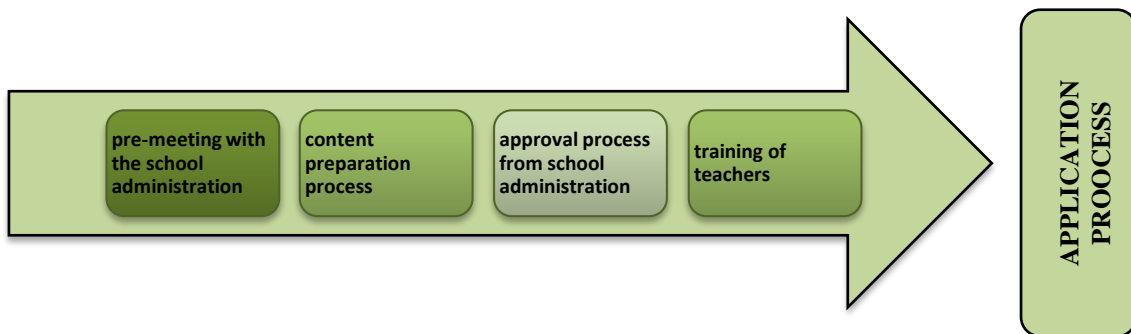 pre-meeting with
the school
administration
content
preparation
process
approval process
from school
administration
training of
teachers
APPLICATION
PROOCESS